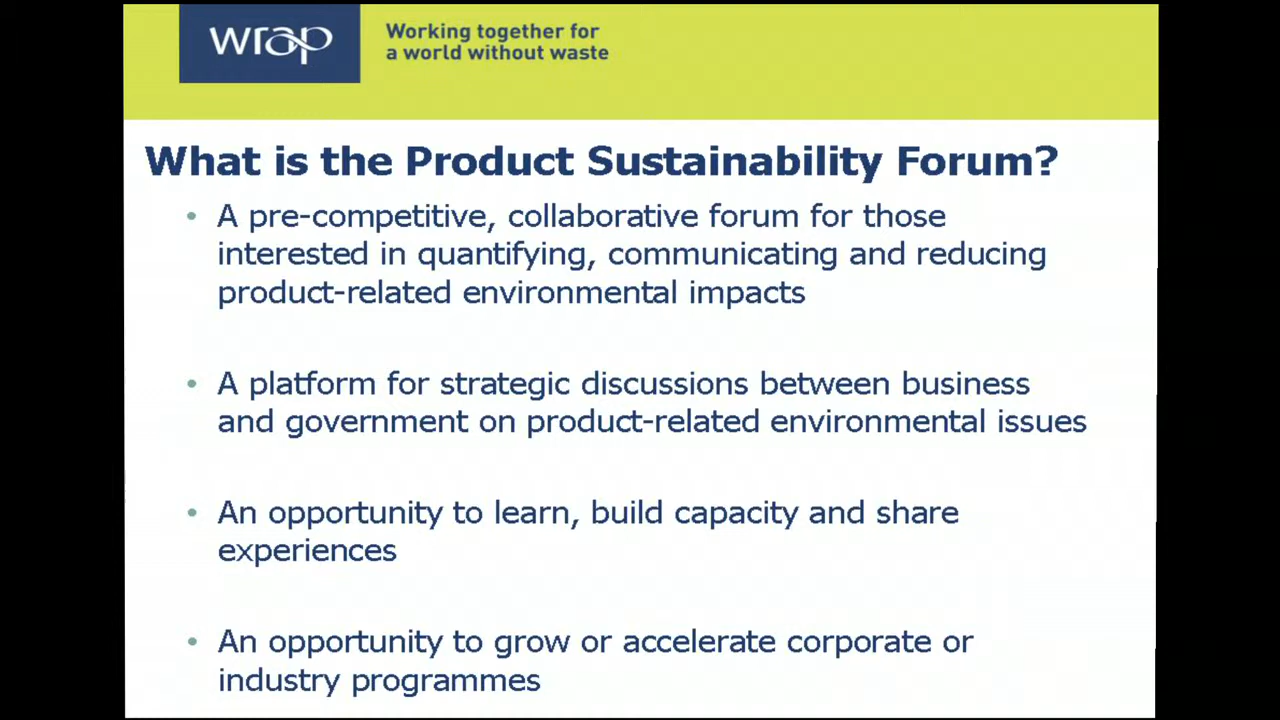 wrap
Working together for
a world without waste
What is the Product Sustainability Forum?
• A pre-competitive, collaborative forum for those
interested in quantifying, communicating and reducing
product-related environmental impacts
• A platform for strategic discussions between business
and government on product-related environmental issues
• An opportunity to learn, build capacity and share
experiences
• An opportunity to grow or accelerate corporate or
industry programmes